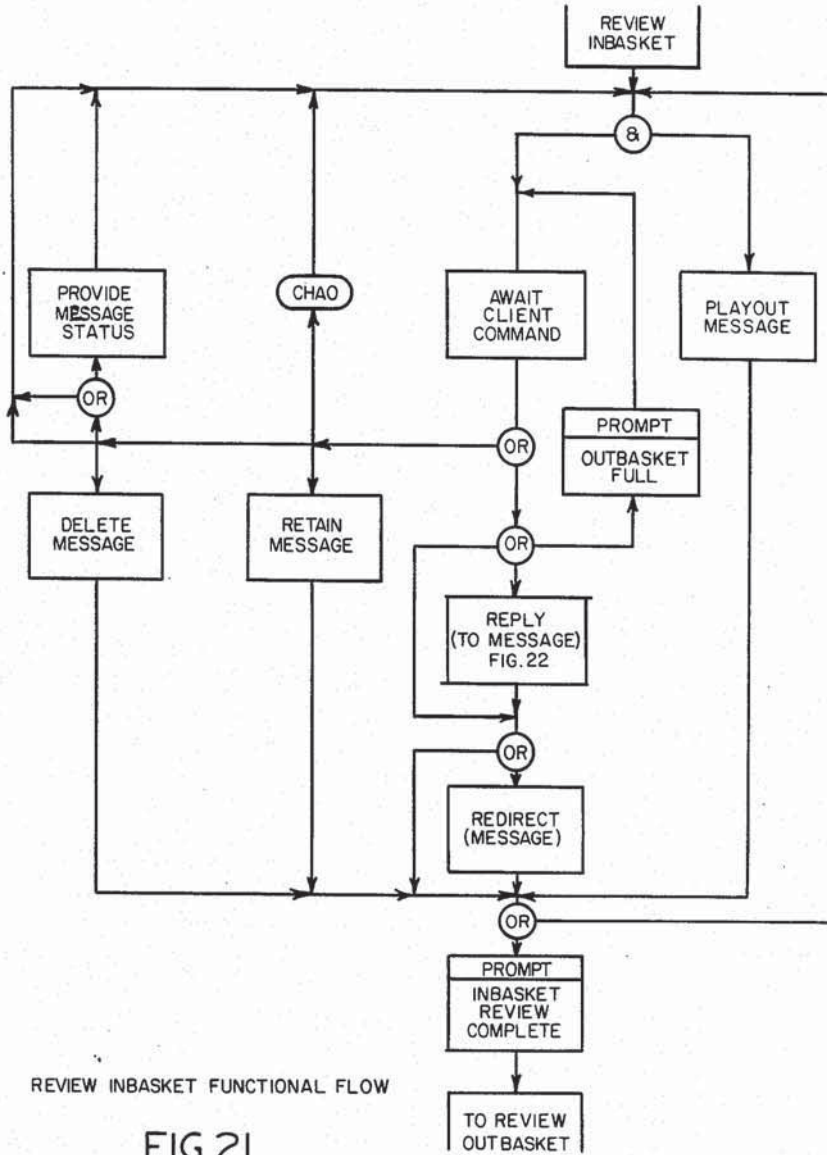 REVIEW
INBASKET
&
PROVIDE
MESSAGE
STATUS
CHAO
AWAIT
CLIENT
COMMAND
PLAYOUT
MESSAGE
OR
PROMPT
OUTBASKET
FULL
OR
DELETE
MESSAGE
RETAIN
MESSAGE
OR
REPLY
(TO MESSAGE)
FIG. 22
OR
REDIRECT
(MESSAGE)
OR
PROMPT
INBASKET
REVIEW
COMPLETE
REVIEW INBASKET FUNCTIONAL FLOW
TO REVIEW
OUTBASKET
FIG 21